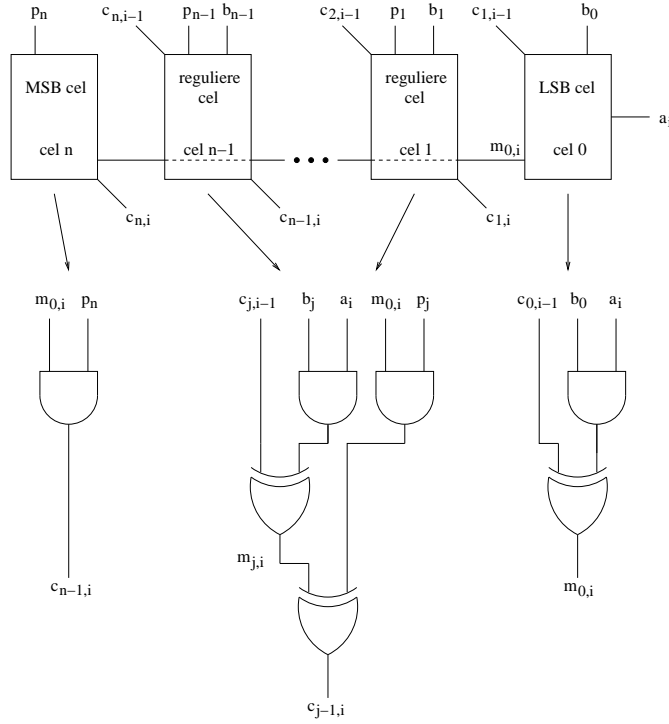 p_n c_{n,i−1} p_{n−1} b_{n−1} c_{2,i−1} p_1 b_1 c_{1,i−1} b_0
MSB cel reguliere reguliere LSB cel
cel cel
a_i
cel n cel n−1 cel 1 m_{0,i} cel 0
c_{n,i} c_{n−1,i} c_{1,i}
m_{0,i} p_n c_{j,i−1} b_j a_i m_{0,i} p_j c_{0,i−1} b_0 a_i
m_{j,i}
c_{n−1,i} m_{0,i}
c_{j−1,i}